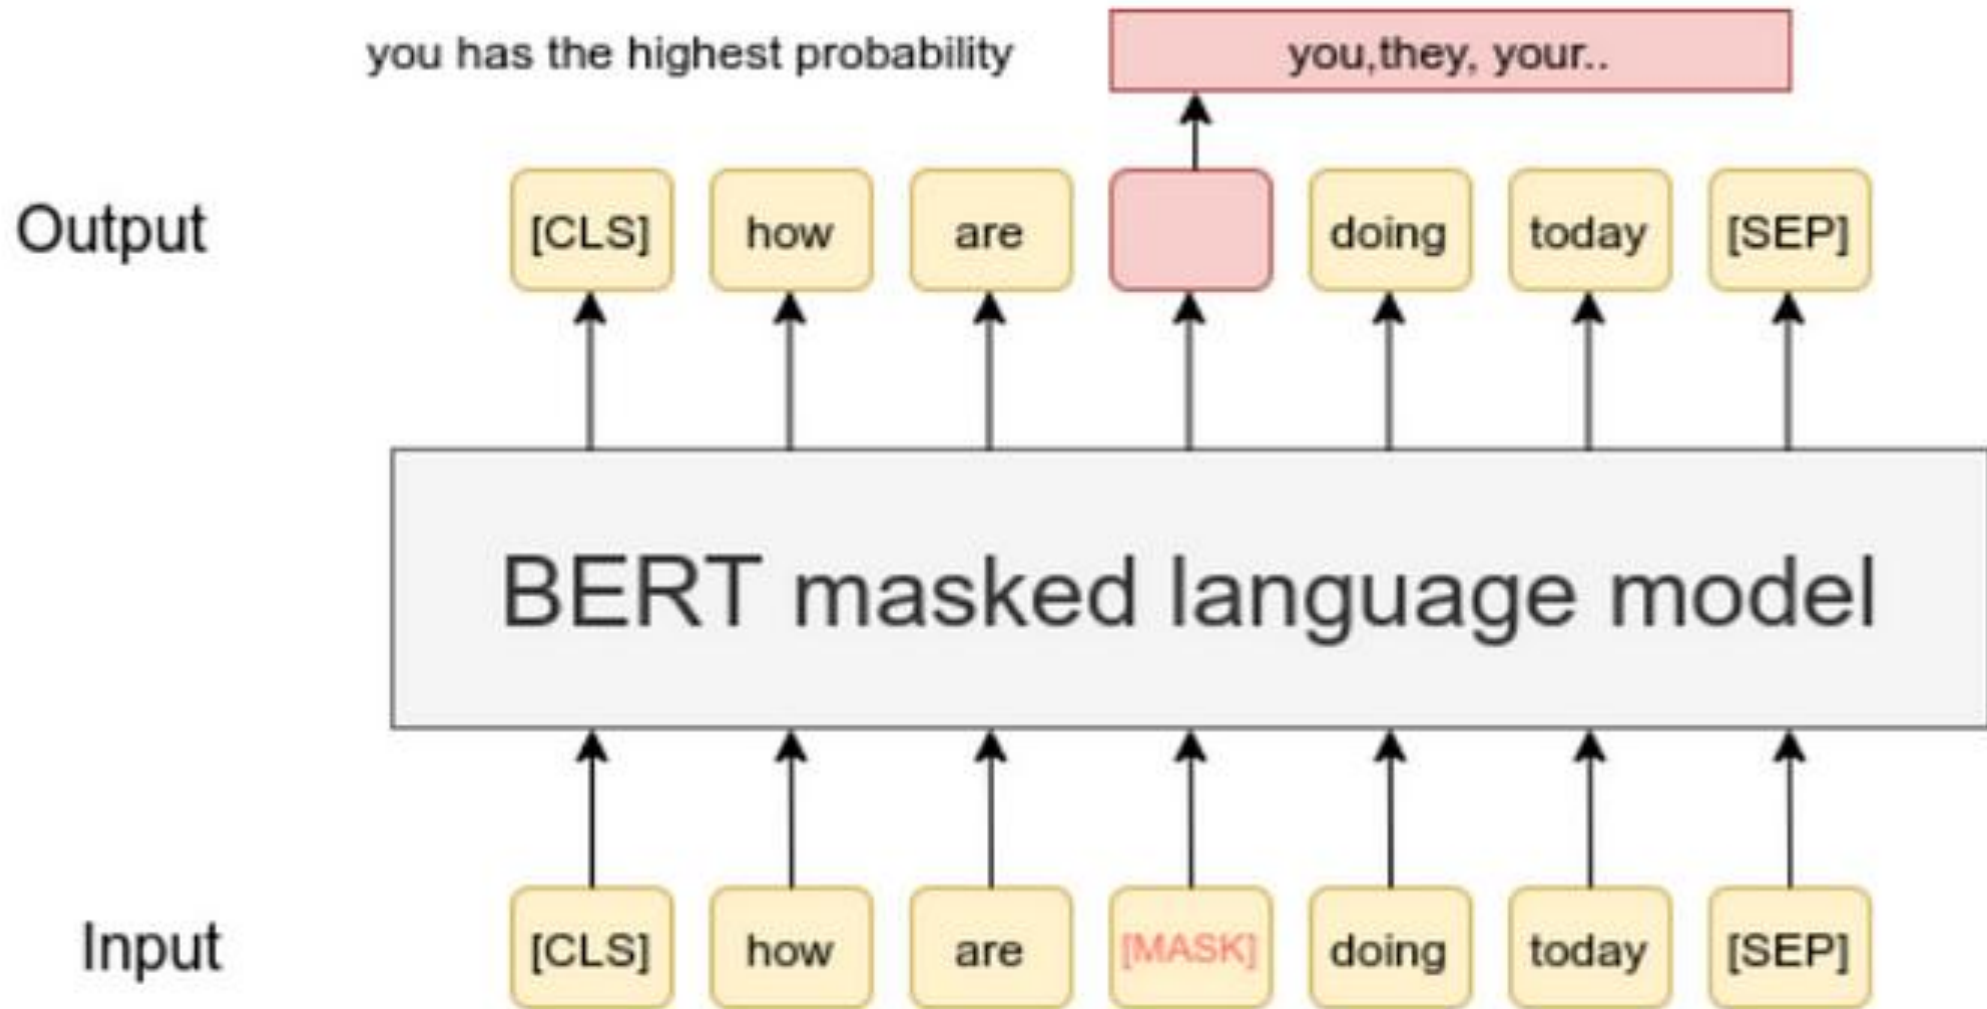 you has the highest probability
you,they, your..
Output
[CLS] how are doing today [SEP]
BERT masked language model
Input
[CLS] how are [MASK] doing today [SEP]